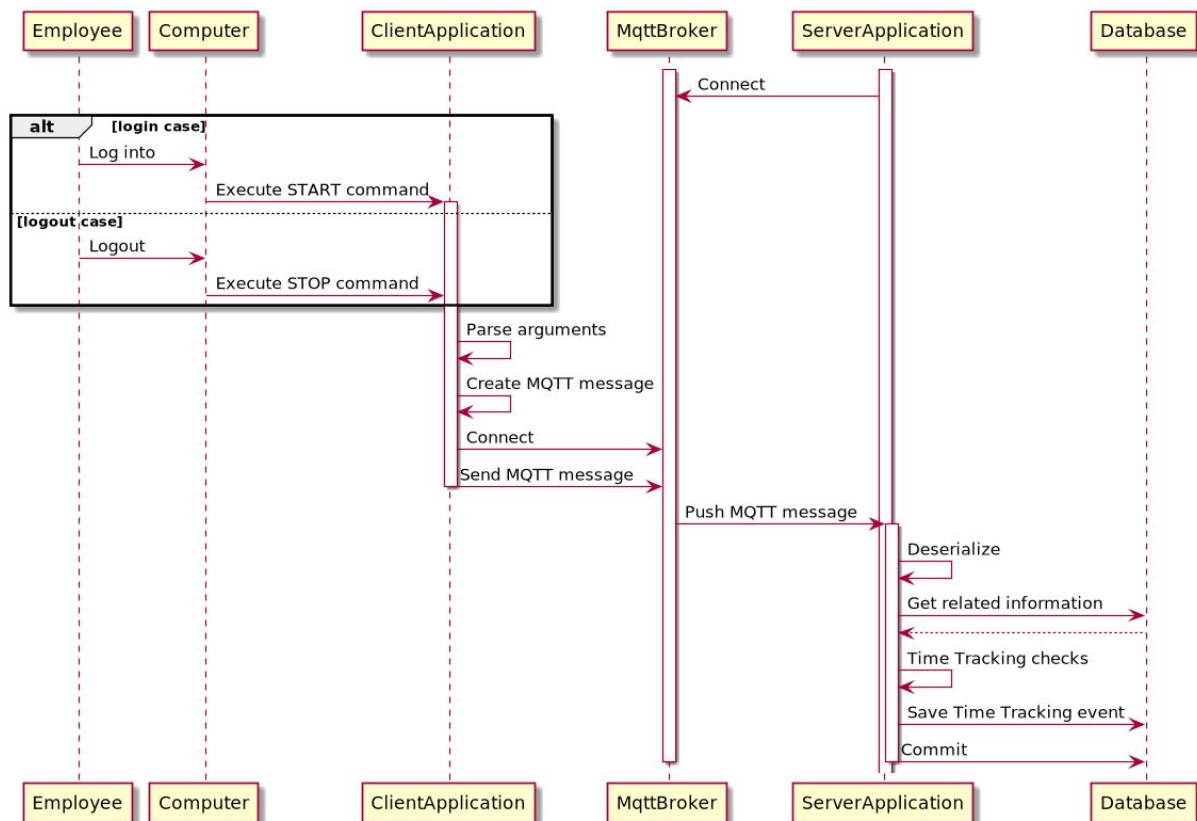 Employee
Computer
ClientApplication
MqttBroker
ServerApplication
Database
Connect
alt [login case]
Log into
Execute START command
[logout case]
Logout
Execute STOP command
Parse arguments
Create MQTT message
Connect
Send MQTT message
Push MQTT message
Deserialize
Get related information
Time Tracking checks
Save Time Tracking event
Commit
Employee
Computer
ClientApplication
MqttBroker
ServerApplication
Database